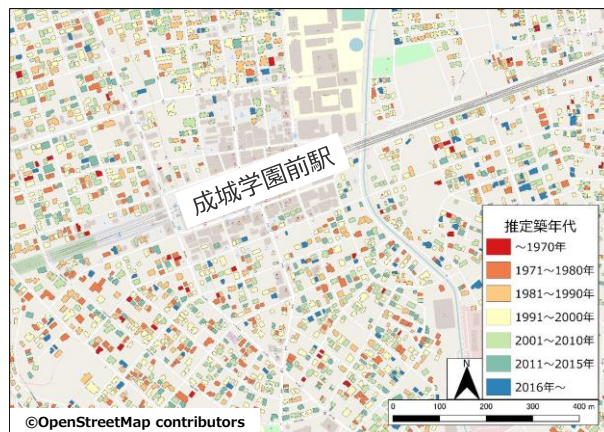 成城学園前駅
推定築年代
～1970年
1971～1980年
1981～1990年
1991～2000年
2001～2010年
2011～2015年
2016年～
N
0 100 200 300 400 m
©OpenStreetMap contributors